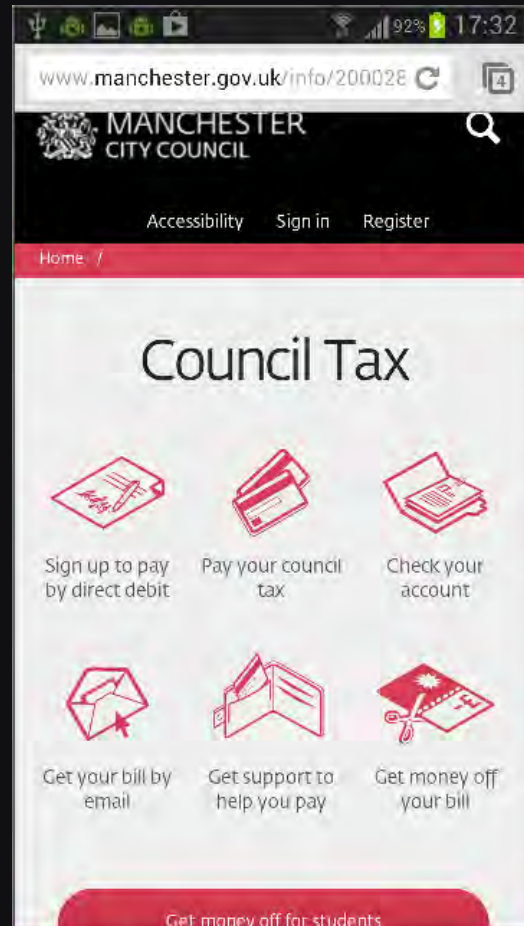 92% 17:32
www.manchester.gov.uk/info/200028 4
MANCHESTER
CITY COUNCIL
Accessibility Sign in Register
Home /
Council Tax
Sign up to pay
by direct debit
Pay your council
tax
Check your
account
Get your bill by
email
Get support to
help you pay
Get money off
your bill
Get money off for students